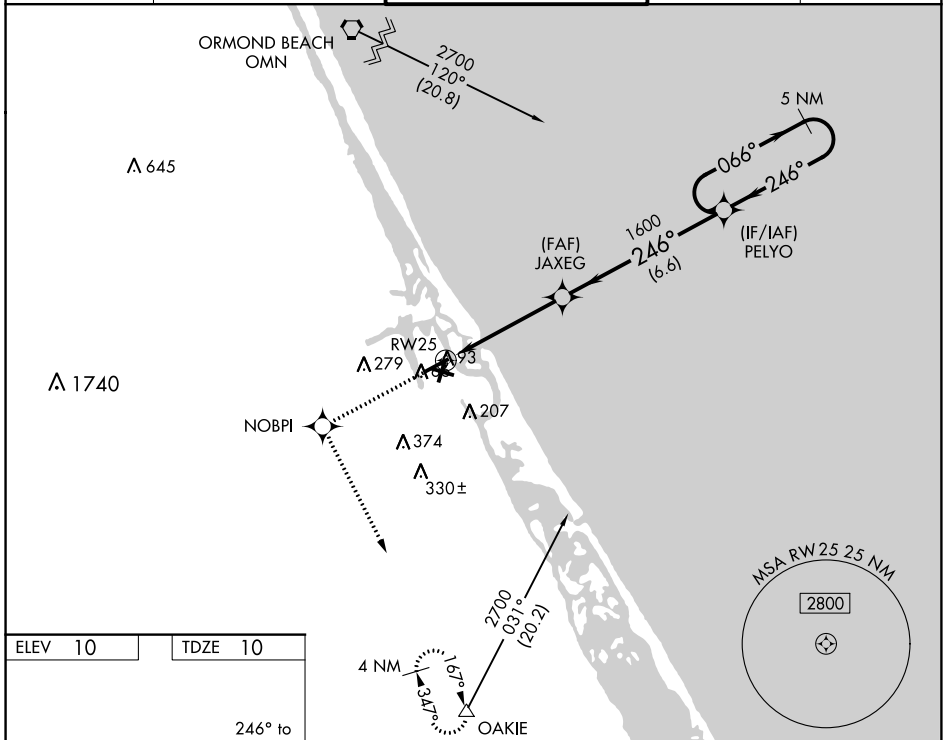 ORMOND BEACH
OMN
2700
120°
(20.8)
5 NM
066°
246°
645
(IF/IAF)
PELYO
1600
246°
(6.6)
(FAF)
JAXEG
RW25
93
279
1740
207
NOBPI
374
330±
MSA RW25 25 NM
2800
2700
031°
(20.2)
ELEV 10
TDZE 10
4 NM
167°
347°
OAKIE
246° to